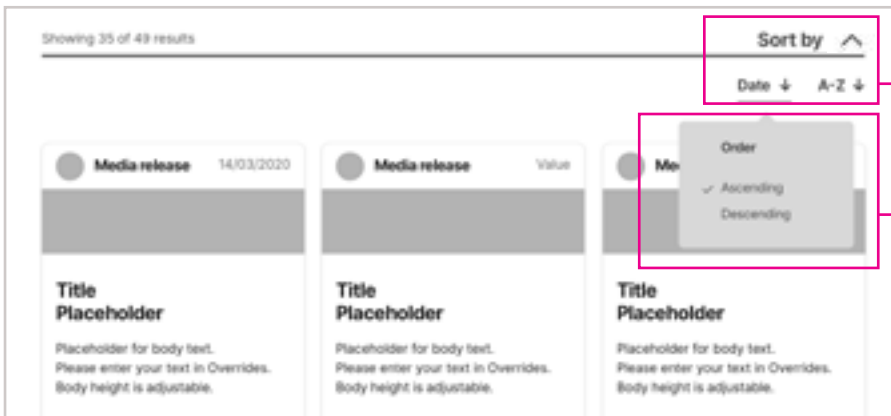 Showing 35 of 49 results
Sort by
Date ↓ A-Z ↓
Order
Ascending
Descending
Media release 14/03/2020
Media release Value
Me
Title
Placeholder
Placeholder for body text.
Please enter your text in Overrides.
Body height is adjustable.
Title
Placeholder
Placeholder for body text.
Please enter your text in Overrides.
Body height is adjustable.
Title
Placeholder
Placeholder for body text.
Please enter your text in Overrides.
Body height is adjustable.